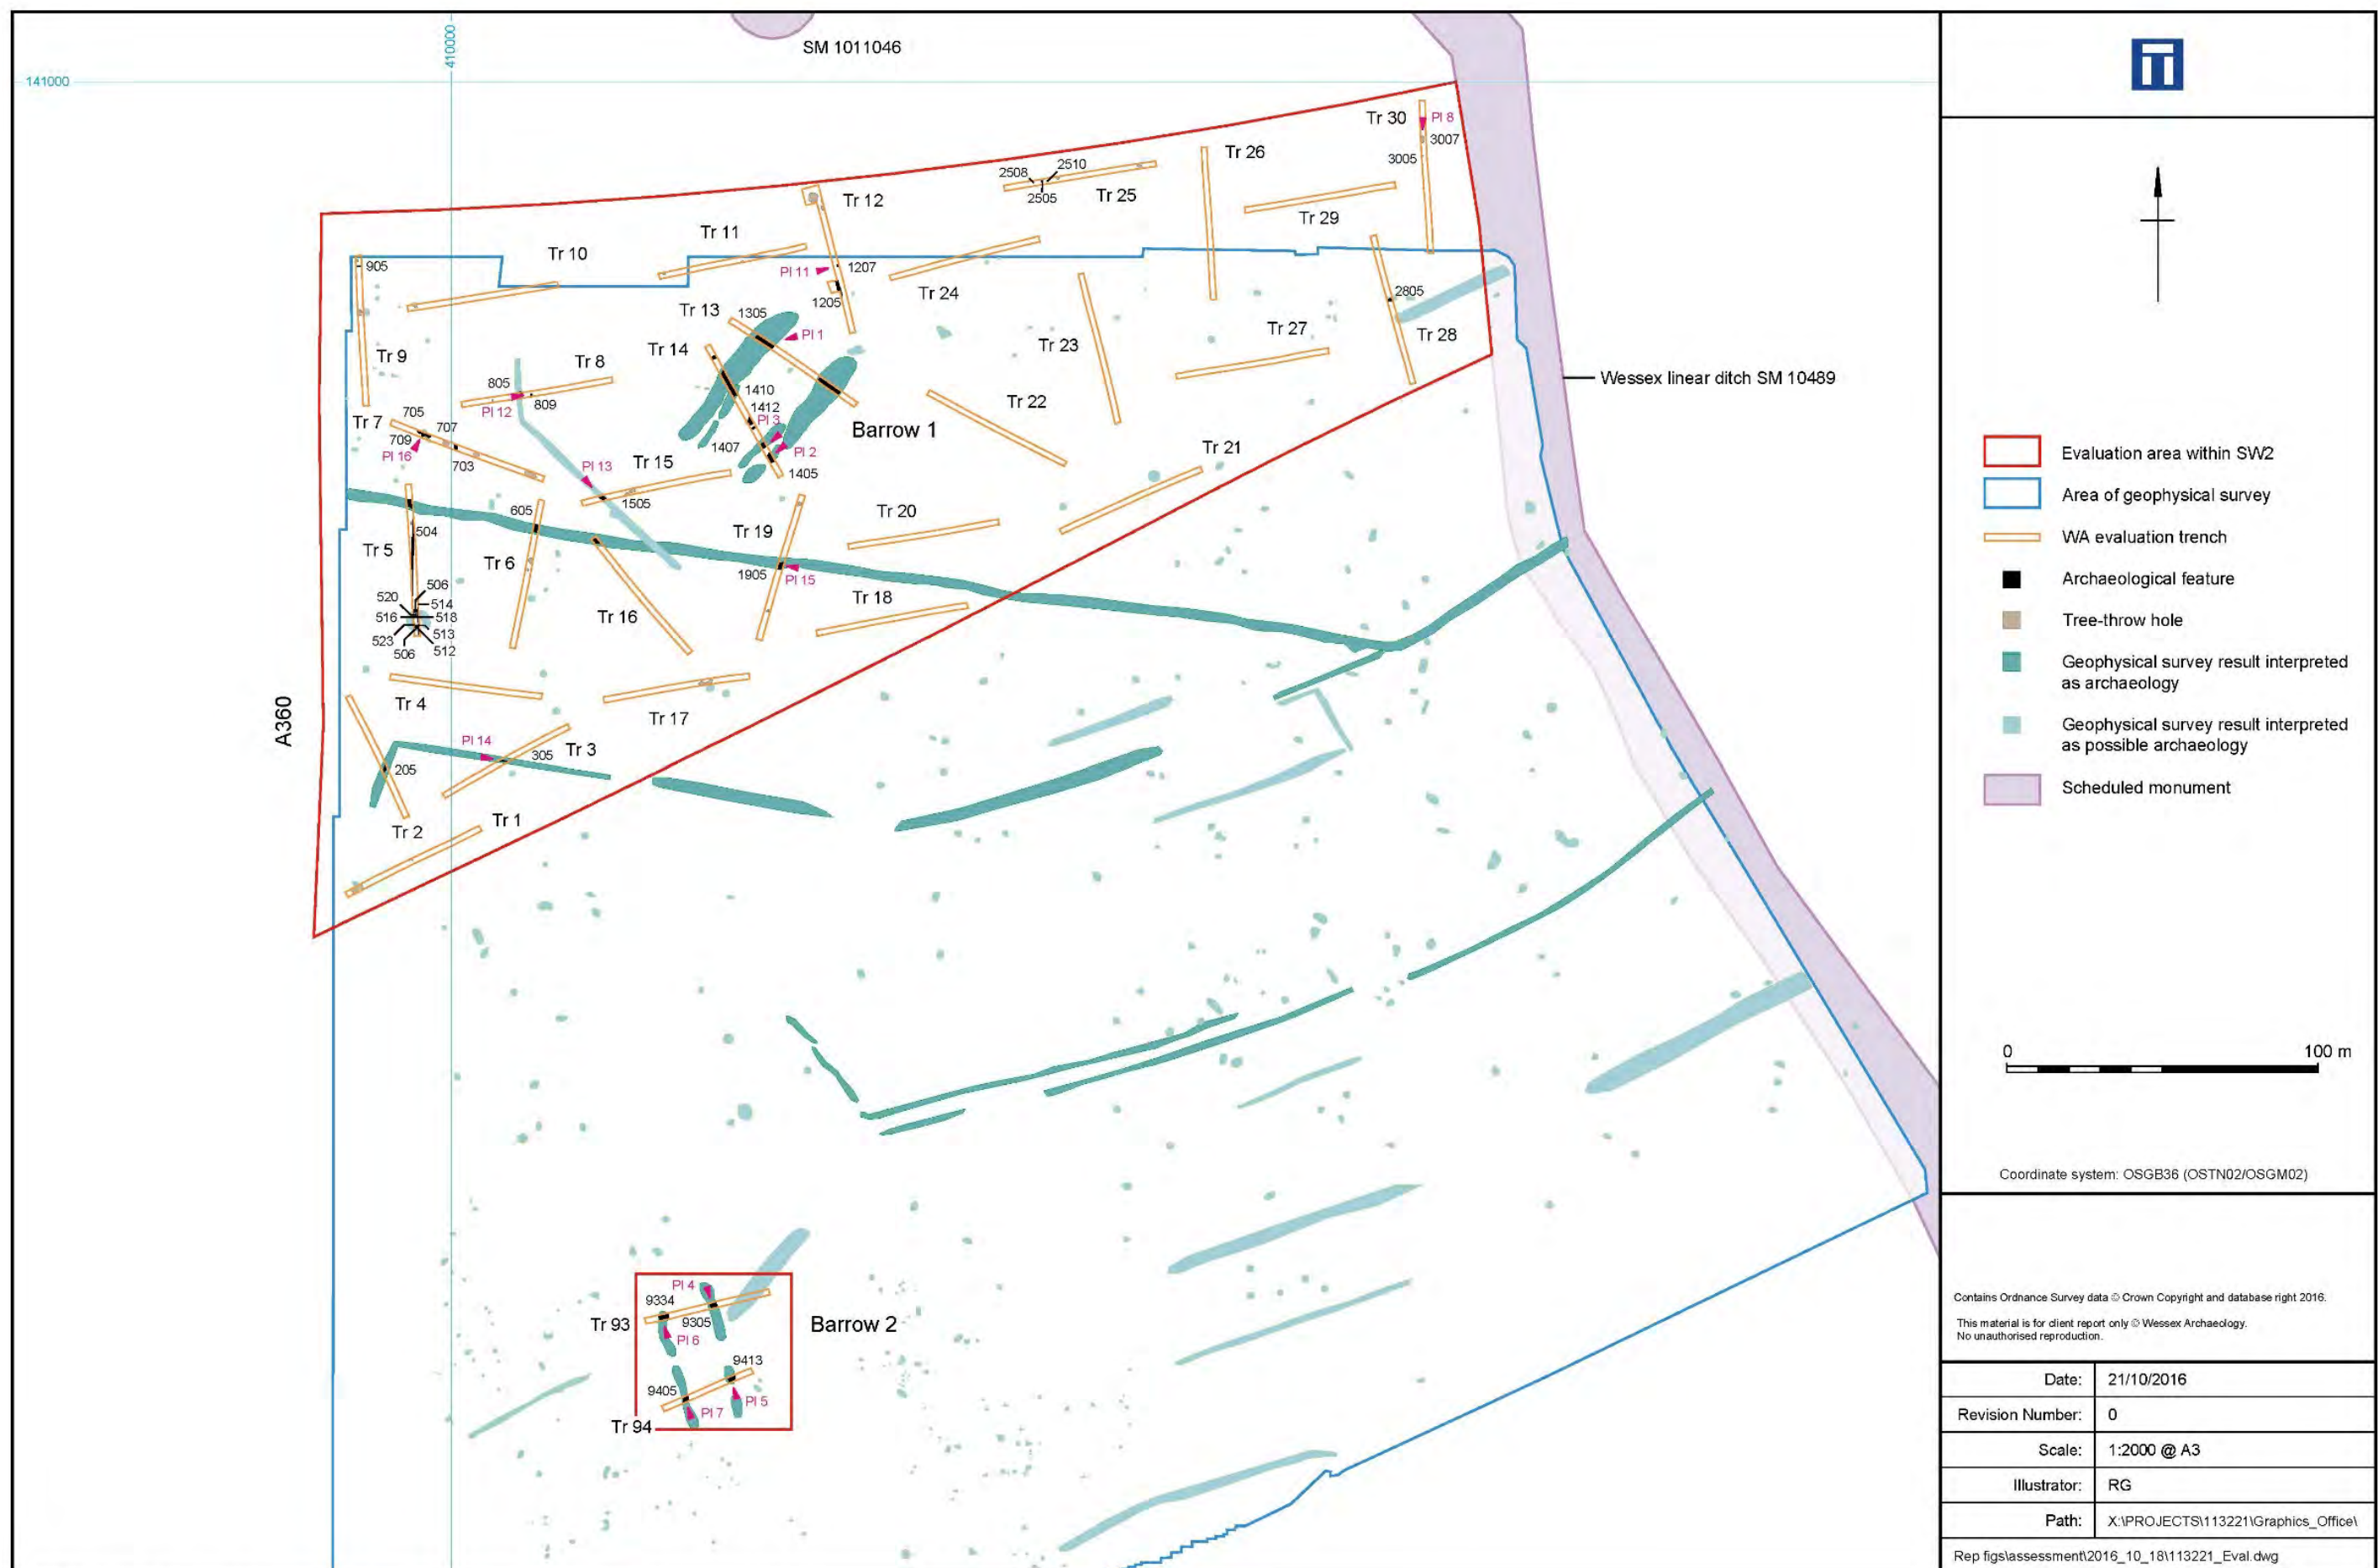 SM 1011046
410000
141000
Tr 30
Pl 8
3007
3005
Tr 26
2508
2510
2505
Tr 25
Tr 29
Tr 12
Tr 11
Tr 10
905
Pl 11
1207
1205
Tr 24
2805
Tr 28
Tr 13
1305
Pl 1
Tr 14
Tr 23
Tr 27
Tr 9
Tr 8
805
809
Pl 12
1410
1412
Pl 3
1407
Pl 2
1405
Barrow 1
Tr 22
Wessex linear ditch SM 10489
Tr 7
705
707
709
Pl 16
703
Pl 13
Tr 15
1505
Tr 21
605
504
Tr 5
Tr 6
Tr 19
Tr 20
1905
Pl 15
520
506
514
516
518
523
513
506
512
Tr 16
Tr 18
Tr 4
Tr 17
A360
Pl 14
305
Tr 3
205
Tr 2
Tr 1
Pl 4
9334
Tr 93
9305
Pl 6
Barrow 2
9413
9405
Pl 5
Pl 7
Tr 94
Evaluation area within SW2
Area of geophysical survey
WA evaluation trench
Archaeological feature
Tree-throw hole
Geophysical survey result interpreted
as archaeology
Geophysical survey result interpreted
as possible archaeology
Scheduled monument
0 100 m
Coordinate system: OSGB36 (OSTN02/OSGM02)
Contains Ordnance Survey data © Crown Copyright and database right 2016.
This material is for client report only © Wessex Archaeology.
No unauthorised reproduction.
Date: 21/10/2016
Revision Number: 0
Scale: 1:2000 @ A3
Illustrator: RG
Path: X:\PROJECTS\113221\Graphics_Office\
Rep figs\assessment\2016_10_18\113221_Eval.dwg